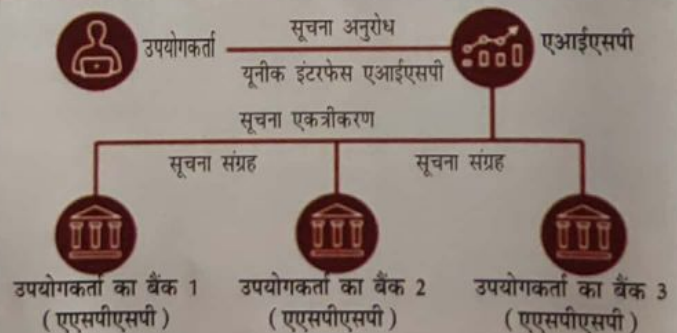 सूचना अनुरोध
उपयोगकर्ता
एआईएसपी
यूनीक इंटरफेस एआईएसपी
सूचना एकत्रीकरण
सूचना संग्रह
सूचना संग्रह
उपयोगकर्ता का बैंक 1
(एएसपीएसपी)
उपयोगकर्ता का बैंक 2
(एएसपीएसपी)
उपयोगकर्ता का बैंक 3
(एएसपीएसपी)